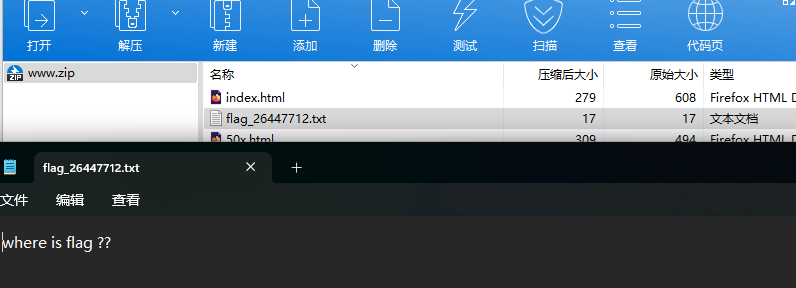 打开 解压 新建 添加 删除 测试 扫描 查看 代码页
www.zip
名称 压缩后大小 原始大小 类型
index.html 279 608 Firefox HTML D
flag_26447712.txt 17 17 文本文档
50x.html 309 494 Firefox HTML D
flag_26447712.txt
文件 编辑 查看
where is flag ??